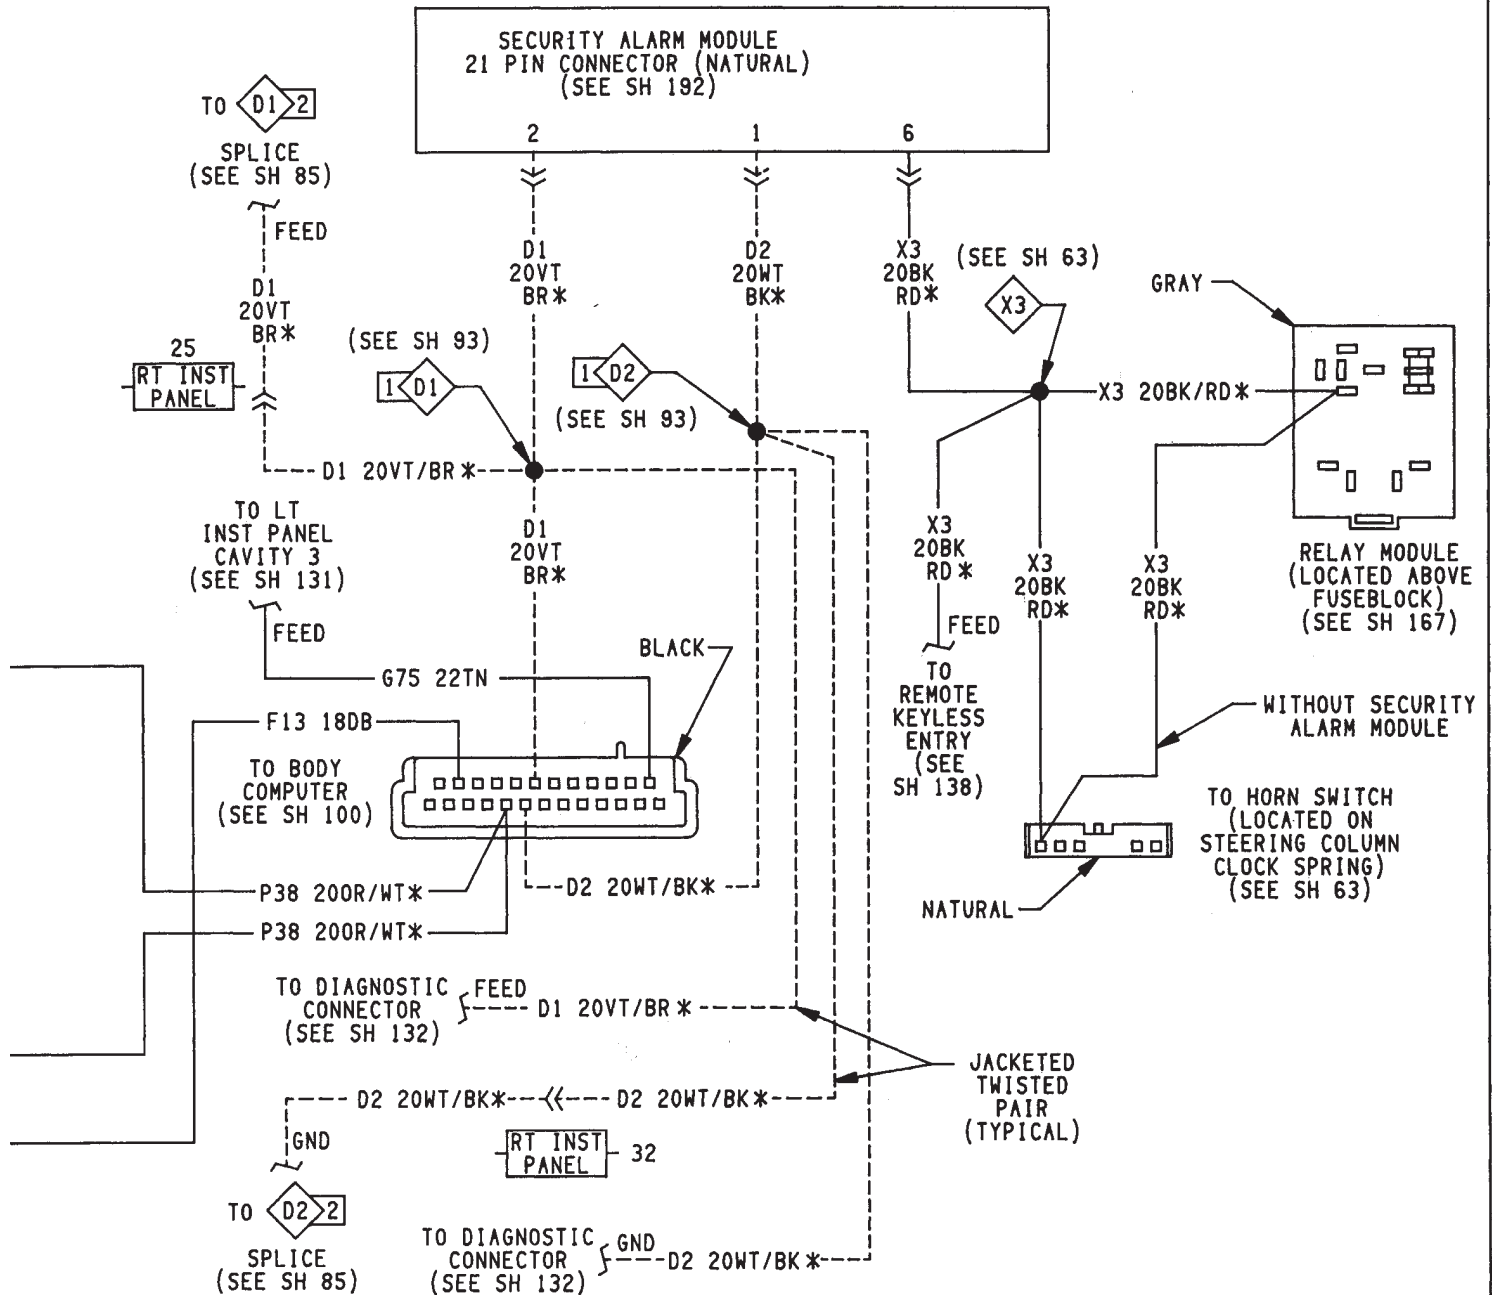 SECURITY ALARM MODULE
21 PIN CONNECTOR (NATURAL)
(SEE SH 192)
2
1
6
TO D1 2
SPLICE
(SEE SH 85)
FEED
D1
20VT
BR*
25
RT INST
PANEL
D1
20VT
BR*
D2
20WT
BK*
X3
20BK
RD*
(SEE SH 63)
X3
GRAY
(SEE SH 93)
1 D1
1 D2
(SEE SH 93)
X3 20BK/RD*
D1 20VT/BR*
TO LT
INST PANEL
CAVITY 3
(SEE SH 131)
FEED
D1
20VT
BR*
X3
20BK
RD*
FEED
TO
REMOTE
KEYLESS
ENTRY
(SEE
SH 138)
X3
20BK
RD*
X3
20BK
RD*
RELAY MODULE
(LOCATED ABOVE
FUSEBLOCK)
(SEE SH 167)
BLACK
G75 22TN
F13 18DB
WITHOUT SECURITY
ALARM MODULE
TO BODY
COMPUTER
(SEE SH 100)
TO HORN SWITCH
(LOCATED ON
STEERING COLUMN
CLOCK SPRING)
(SEE SH 63)
NATURAL
P38 20OR/WT*
D2 20WT/BK*
P38 20OR/WT*
TO DIAGNOSTIC
CONNECTOR
(SEE SH 132)
FEED
D1 20VT/BR*
JACKETED
TWISTED
PAIR
(TYPICAL)
D2 20WT/BK*
D2 20WT/BK*
GND
RT INST
PANEL
32
TO D2 2
SPLICE
(SEE SH 85)
TO DIAGNOSTIC
CONNECTOR
(SEE SH 132)
GND
D2 20WT/BK*